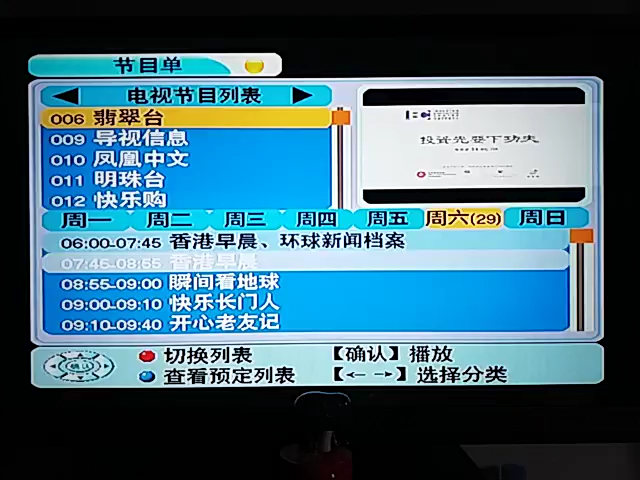 节目单
电视节目列表
006 翡翠台
009 导视信息
010 凤凰中文
011 明珠台
012 快乐购
投資先要下功夫
周一 周二 周三 周四 周五 周六(29) 周日
06:00-07:45 香港早晨、环球新闻档案
07:45-08:55 香港早晨
08:55-09:00 瞬间看地球
09:00-09:10 快乐长门人
09:10-09:40 开心老友记
确认 切换列表 【确认】播放
查看预定列表 【←  →】选择分类